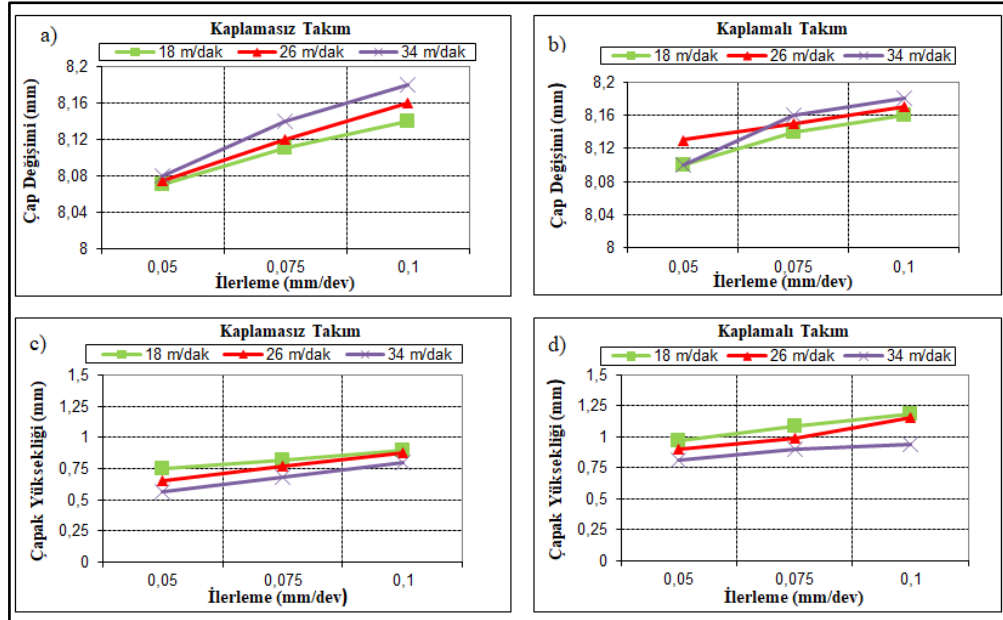 a)
Kaplamasız Takım
18 m/dak 26 m/dak 34 m/dak
Çap Değişimi (mm)
8,2
8,16
8,12
8,08
8,04
8
0,05 0,075 0,1
İlerleme (mm/dev)
b)
Kaplamalı Takım
18 m/dak 26 m/dak 34 m/dak
Çap Değişimi (mm)
8,2
8,16
8,12
8,08
8,04
8
0,05 0,075 0,1
İlerleme (mm/dev)
c)
Kaplamasız Takım
18 m/dak 26 m/dak 34 m/dak
Çapak Yüksekliği (mm)
1,5
1,25
1
0,75
0,5
0,25
0
0,05 0,075 0,1
İlerleme (mm/dev)
d)
Kaplamalı Takım
18 m/dak 26 m/dak 34 m/dak
Çapak Yüksekliği (mm)
1,5
1,25
1
0,75
0,5
0,25
0
0,05 0,075 0,1
İlerleme (mm/dev)